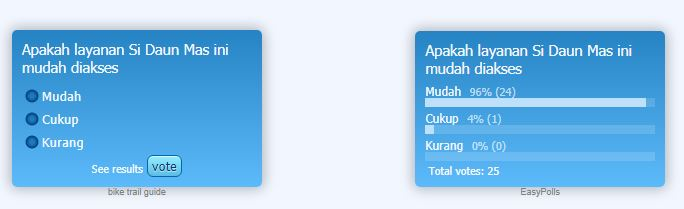 Apakah layanan Si Daun Mas ini
mudah diakses
Mudah
Cukup
Kurang
See results vote
bike trail guide
Apakah layanan Si Daun Mas ini
mudah diakses
Mudah 96% (24)
Cukup 4% (1)
Kurang 0% (0)
Total votes: 25
EasyPolls